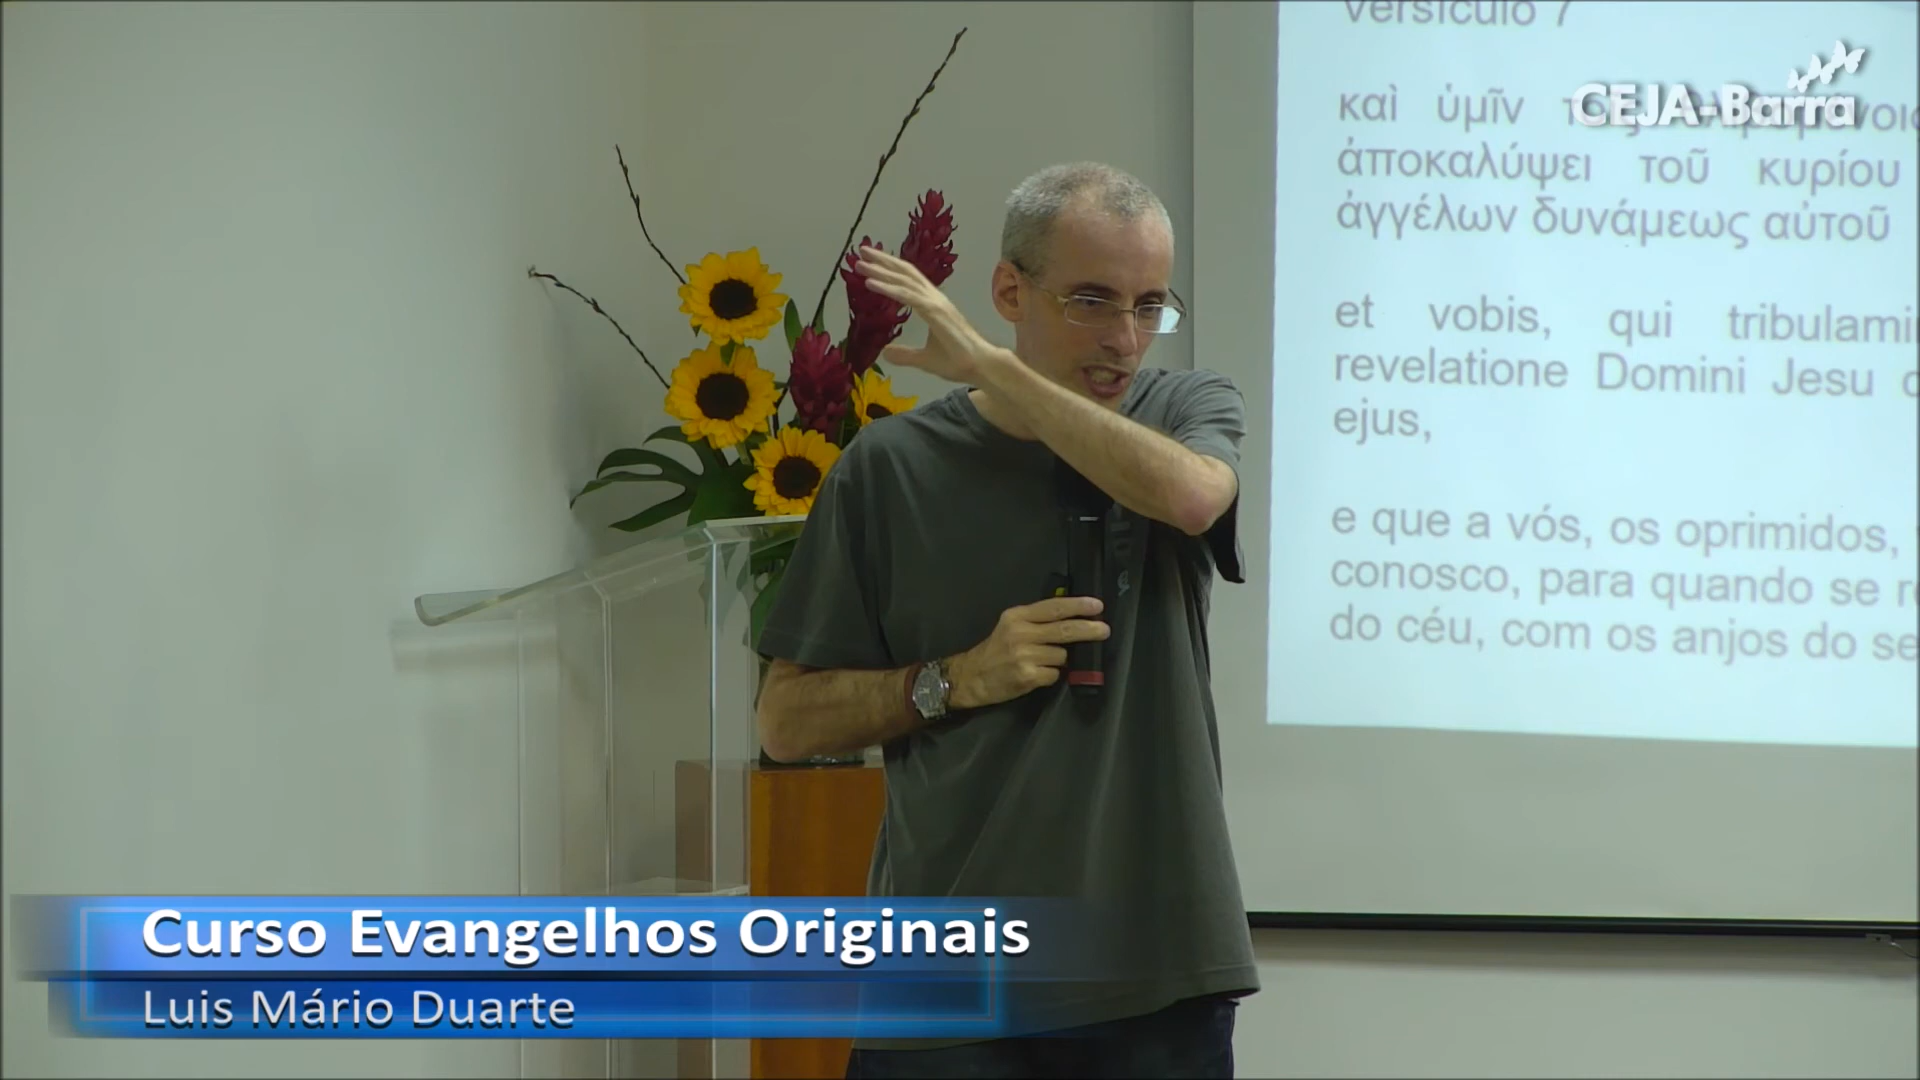 versículo 7
CEJA-Barra
καὶ ὑμῖν
ἀποκαλύψει τοῦ κυρίου
ἀγγέλων δυνάμεως αὐτοῦ
et vobis, qui
revelatione Domini Jesu
ejus,
e que a vós, os oprimidos,
conosco, para quando se
do céu, com os anjos do
Curso Evangelhos Originais
Luis Mário Duarte